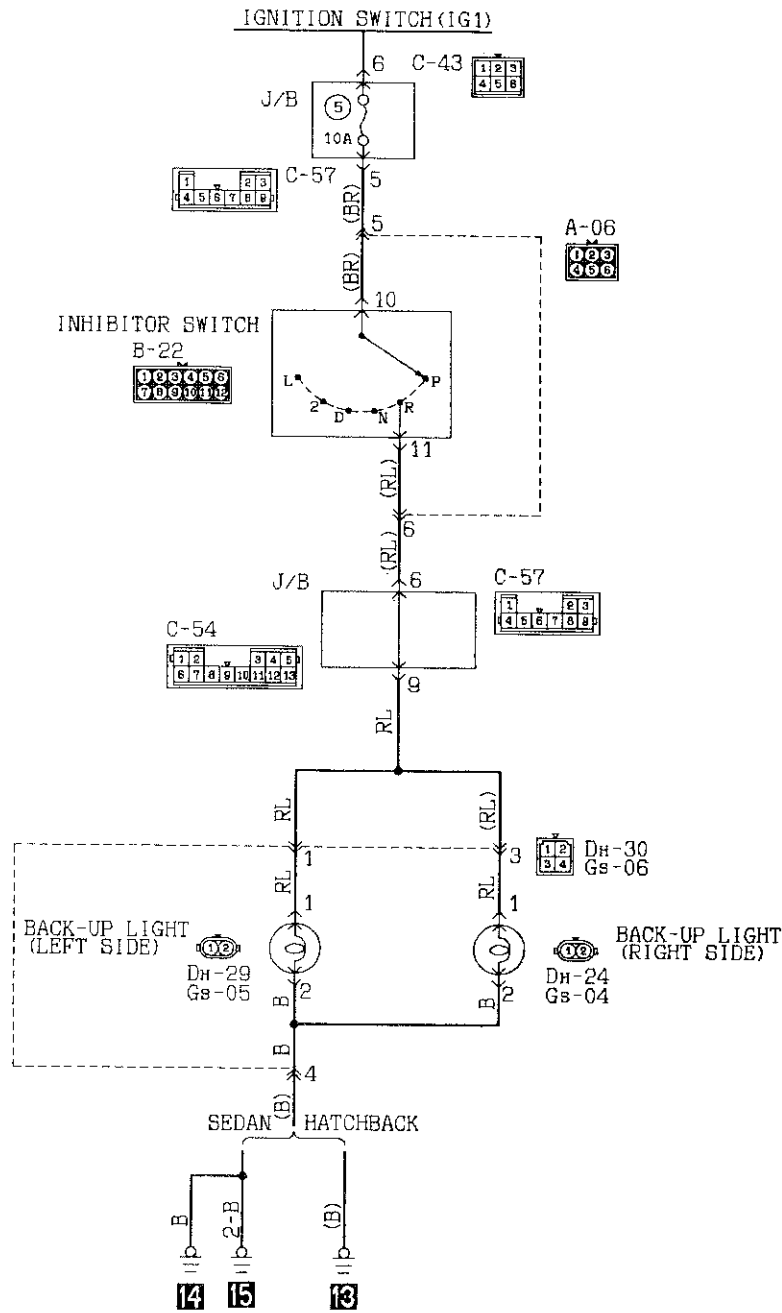 IGNITION SWITCH(IG1)
6
C-43
1 2 3
4 5 6
J/B
5
10A
C-57
5
1 2 3
4 5 6 7 8 9
(BR)
5
A-06
1 2 3
4 5 6
(BR)
10
INHIBITOR SWITCH
B-22
1 2 3 4 5 6
7 8 9 10 11 12
L
2
D
N
R
P
11
(RL)
6
(RL)
6
J/B
C-57
1 2 3
4 5 6 7 8 9
C-54
1 2 3 4 5
6 7 8 9 10 11 12 13
9
RL
RL
(RL)
1
3
1 2
3 4
DH-30
GS-06
RL
RL
1
1
BACK-UP LIGHT
(LEFT SIDE)
1 2
DH-29
GS-05
BACK-UP LIGHT
(RIGHT SIDE)
1 2
DH-24
GS-04
2
2
B
B
B
4
(B)
SEDAN HATCHBACK
B
2-B
(B)
14
15
13